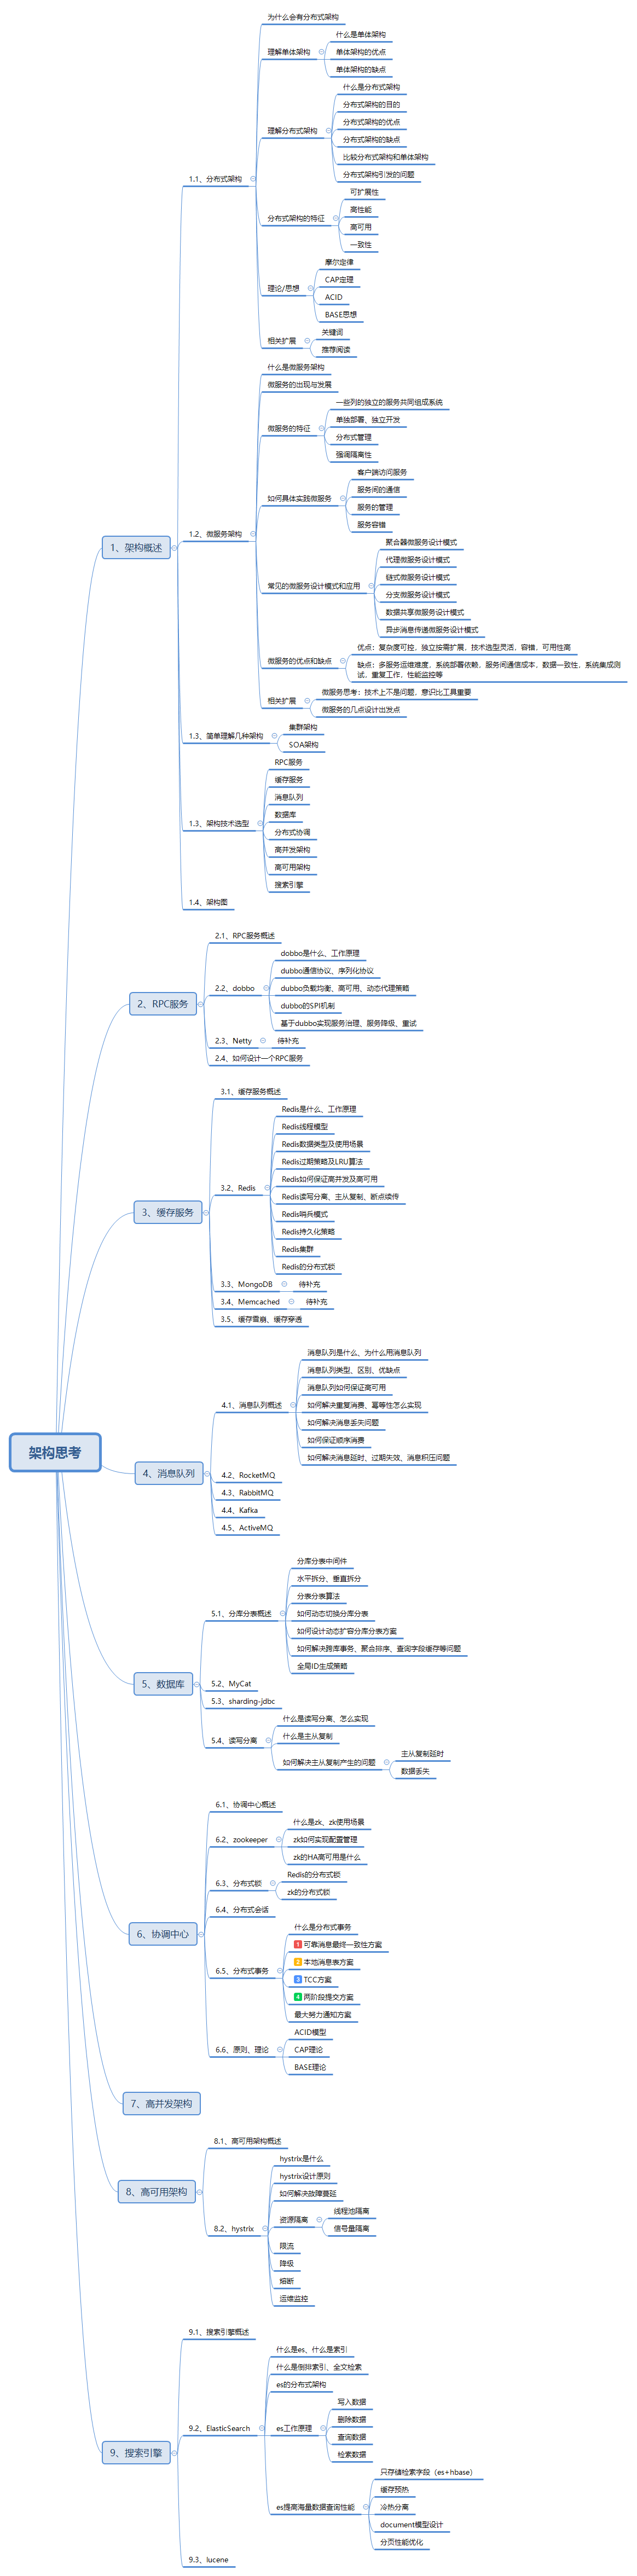 架构思考
1、架构概述
1.1、分布式架构
为什么会有分布式架构
理解单体架构
什么是单体架构
单体架构的优点
单体架构的缺点
理解分布式架构
什么是分布式架构
分布式架构的目的
分布式架构的优点
分布式架构的缺点
比较分布式架构和单体架构
分布式架构引发的问题
分布式架构的特征
可扩展性
高性能
高可用
一致性
理论/思想
摩尔定律
CAP定理
ACID
BASE思想
相关扩展
关键词
推荐阅读
1.2、微服务架构
什么是微服务架构
微服务的出现与发展
微服务的特征
一些列的独立的服务共同组成系统
单独部署、独立开发
分布式管理
强调隔离性
如何具体实践微服务
客户端访问服务
服务间的通信
服务的管理
服务容错
常见的微服务设计模式和应用
聚合器微服务设计模式
代理微服务设计模式
链式微服务设计模式
分支微服务设计模式
数据共享微服务设计模式
异步消息传递微服务设计模式
微服务的优点和缺点
优点：复杂度可控，独立按需扩展，技术选型灵活，容错，可用性高
缺点：多服务运维难度，系统部署依赖，服务间通信成本，数据一致性，系统集成测
试，重复工作，性能监控等
相关扩展
微服务思考：技术上不是问题，意识比工具重要
微服务的几点设计出发点
1.3、简单理解几种架构
集群架构
SOA架构
1.3、架构技术选型
RPC服务
缓存服务
消息队列
数据库
分布式协调
高并发架构
高可用架构
搜索引擎
1.4、架构图
2、RPC服务
2.1、RPC服务概述
2.2、dobbo
dobbo是什么、工作原理
dubbo通信协议、序列化协议
dubbo负载均衡、高可用、动态代理策略
dubbo的SPI机制
基于dubbo实现服务治理、服务降级、重试
2.3、Netty
待补充
2.4、如何设计一个RPC服务
3、缓存服务
3.1、缓存服务概述
3.2、Redis
Redis是什么、工作原理
Redis线程模型
Redis数据类型及使用场景
Redis过期策略及LRU算法
Redis如何保证高并发及高可用
Redis读写分离、主从复制、断点续传
Redis哨兵模式
Redis持久化策略
Redis集群
Redis的分布式锁
3.3、MongoDB
待补充
3.4、Memcached
待补充
3.5、缓存雪崩、缓存穿透
4、消息队列
4.1、消息队列概述
消息队列是什么、为什么用消息队列
消息队列类型、区别、优缺点
消息队列如何保证高可用
如何解决重复消费、幂等性怎么实现
如何解决消息丢失问题
如何保证顺序消费
如何解决消息延时、过期失效、消息积压问题
4.2、RocketMQ
4.3、RabbitMQ
4.4、Kafka
4.5、ActiveMQ
5、数据库
5.1、分库分表概述
分库分表中间件
水平拆分、垂直拆分
分表分表算法
如何动态切换分库分表
如何设计动态扩容分库分表方案
如何解决跨库事务、聚合排序、查询字段缓存等问题
全局ID生成策略
5.2、MyCat
5.3、sharding-jdbc
5.4、读写分离
什么是读写分离、怎么实现
什么是主从复制
如何解决主从复制产生的问题
主从复制延时
数据丢失
6、协调中心
6.1、协调中心概述
6.2、zookeeper
什么是zk、zk使用场景
zk如何实现配置管理
zk的HA高可用是什么
6.3、分布式锁
Redis的分布式锁
zk的分布式锁
6.4、分布式会话
6.5、分布式事务
什么是分布式事务
1 可靠消息最终一致性方案
2 本地消息表方案
3 TCC方案
4 两阶段提交方案
最大努力通知方案
6.6、原则、理论
ACID模型
CAP理论
BASE理论
7、高并发架构
8、高可用架构
8.1、高可用架构概述
8.2、hystrix
hystrix是什么
hystrix设计原则
如何解决故障蔓延
资源隔离
线程池隔离
信号量隔离
限流
降级
熔断
运维监控
9、搜索引擎
9.1、搜索引擎概述
9.2、ElasticSearch
什么是es、什么是索引
什么是倒排索引、全文检索
es的分布式架构
es工作原理
写入数据
删除数据
查询数据
检索数据
es提高海量数据查询性能
只存储检索字段（es+hbase）
缓存预热
冷热分离
document模型设计
分页性能优化
9.3、lucene